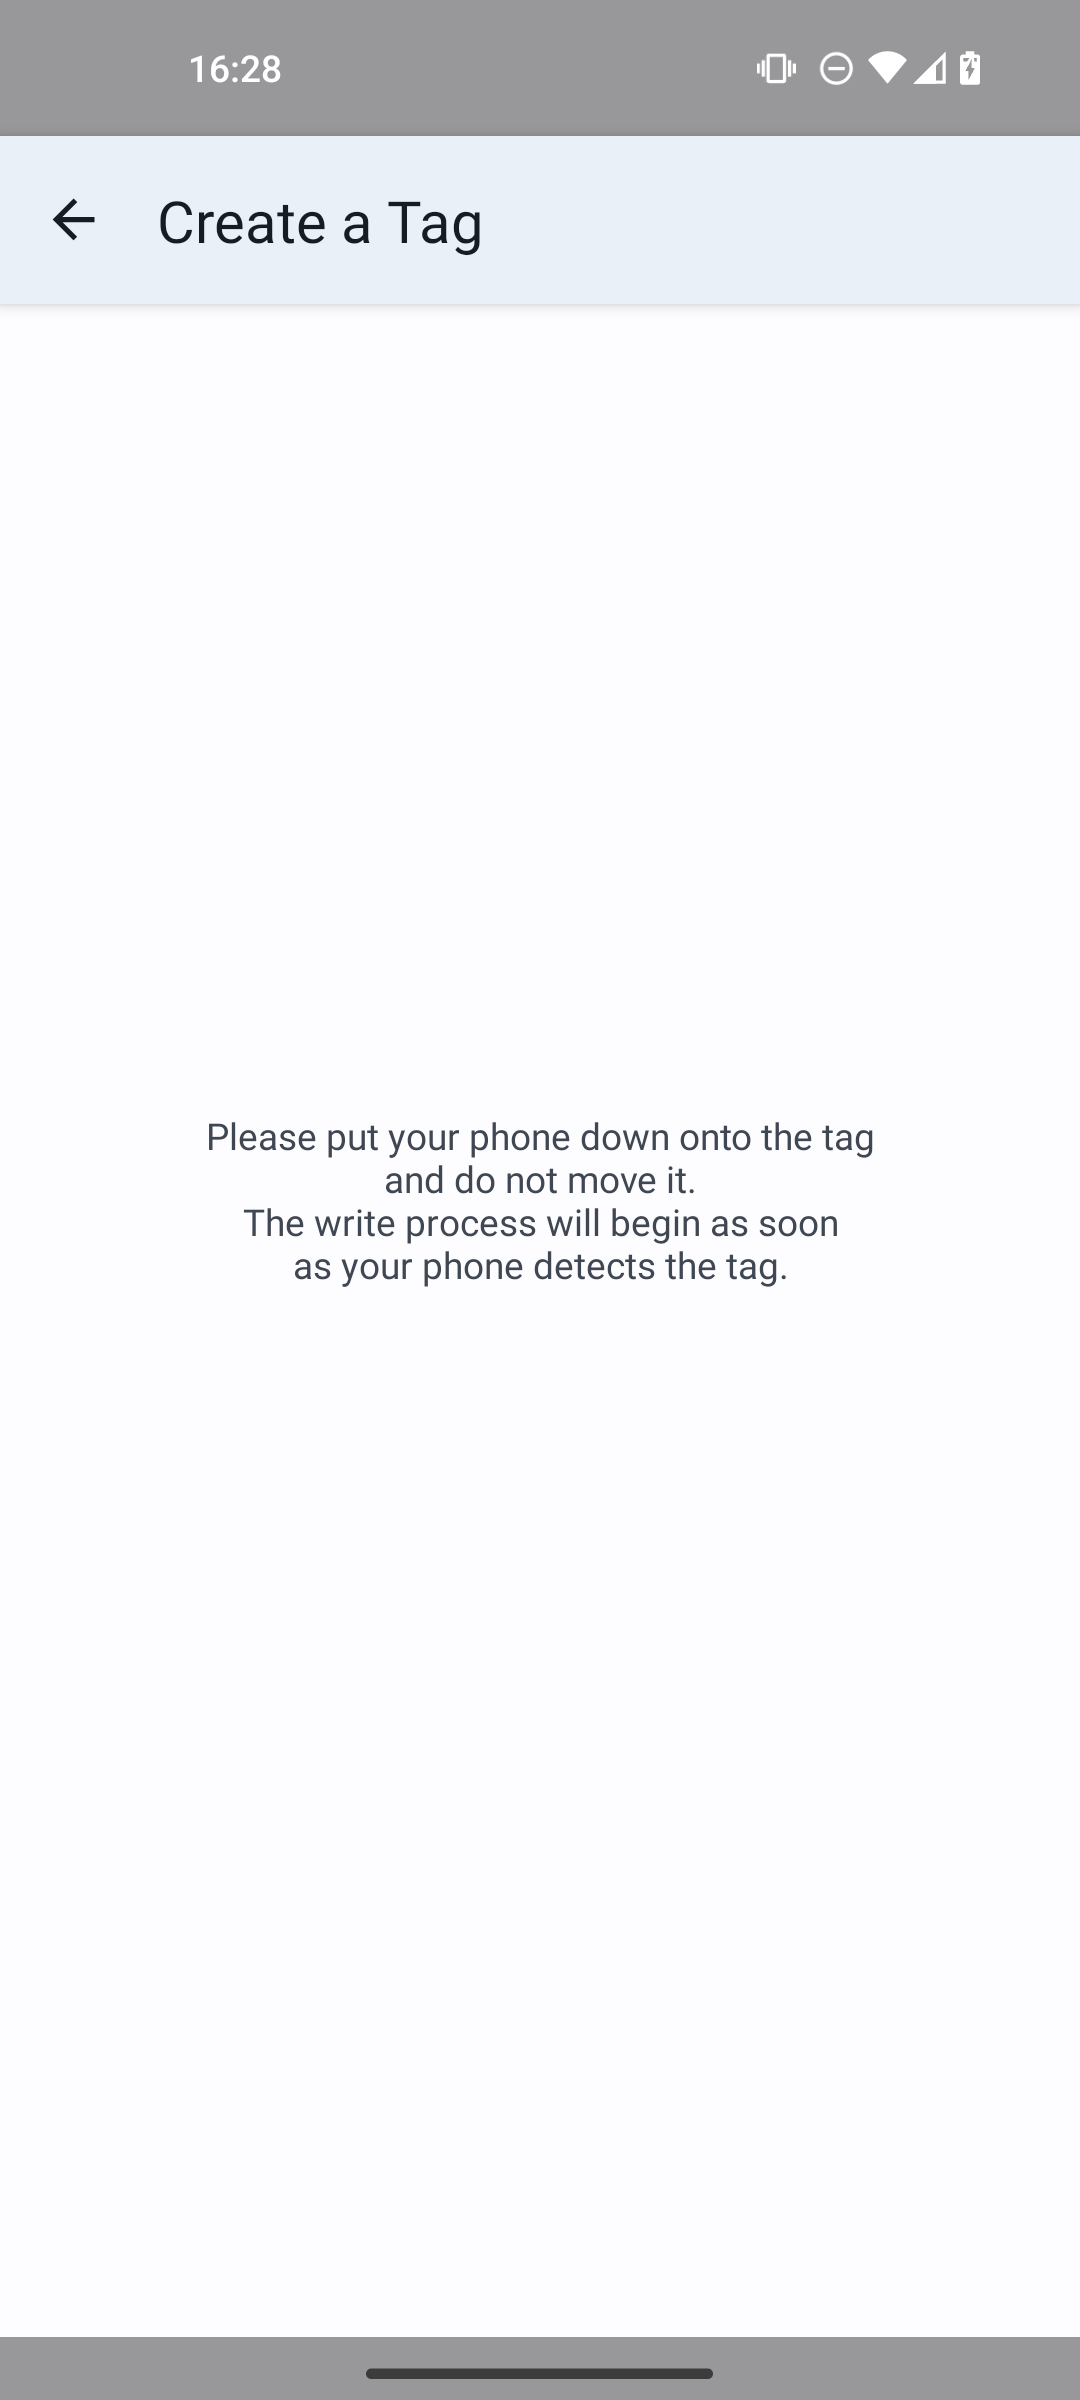 16:28
Create a Tag
Please put your phone down onto the tag
and do not move it.
The write process will begin as soon
as your phone detects the tag.